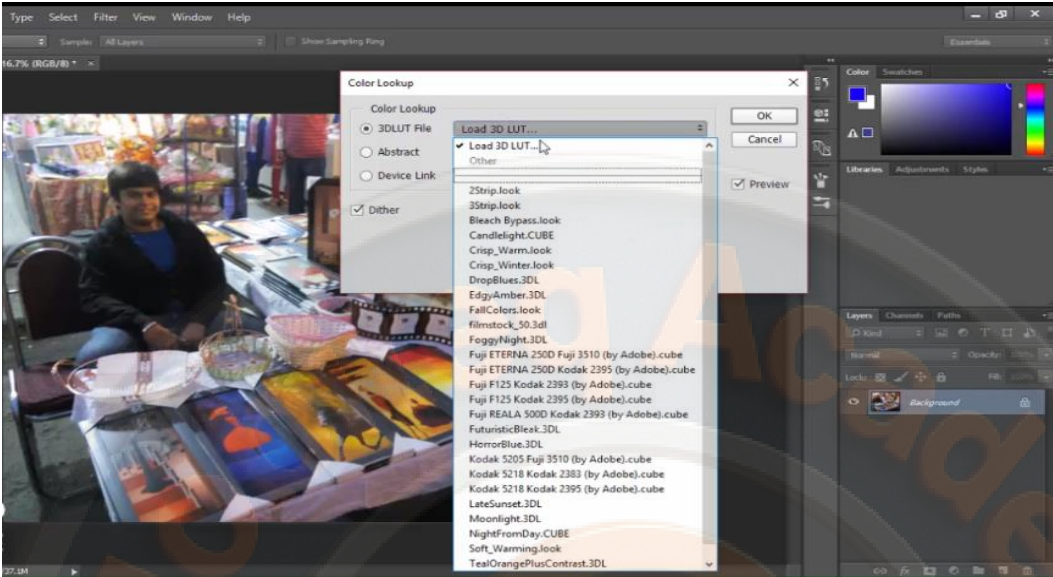 Type Select Filter View Window Help
Sample: All Layers Show Sampling Ring Essentials
16.7% (RGB/8) * ×
Color Lookup
Color Lookup
3DLUT File Load 3D LUT...
Abstract
Device Link
Dither
OK
Cancel
Preview
Load 3D LUT...
Other
2Strip.look
3Strip.look
Bleach Bypass.look
Candlelight.CUBE
Crisp_Warm.look
Crisp_Winter.look
DropBlues.3DL
EdgyAmber.3DL
FallColors.look
filmstock_50.3dl
FoggyNight.3DL
Fuji ETERNA 250D Fuji 3510 (by Adobe).cube
Fuji ETERNA 250D Kodak 2395 (by Adobe).cube
Fuji F125 Kodak 2393 (by Adobe).cube
Fuji F125 Kodak 2395 (by Adobe).cube
Fuji REALA 500D Kodak 2393 (by Adobe).cube
FuturisticBleak.3DL
HorrorBlue.3DL
Kodak 5205 Fuji 3510 (by Adobe).cube
Kodak 5218 Kodak 2383 (by Adobe).cube
Kodak 5218 Kodak 2395 (by Adobe).cube
LateSunset.3DL
Moonlight.3DL
NightFromDay.CUBE
Soft_Warming.look
TealOrangePlusContrast.3DL
Color Swatches
Libraries Adjustments Styles
Layers Channels Paths
Kind
Normal Opacity:
Lock: Fill:
Background
37.1M